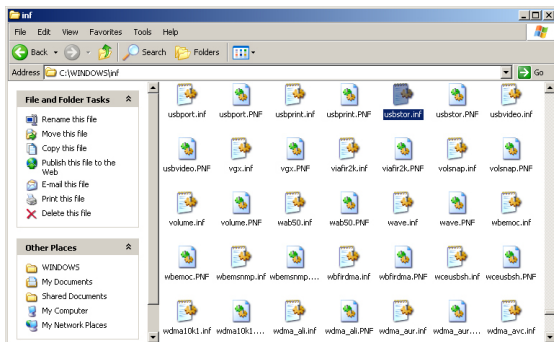 inf
File Edit View Favorites Tools Help
Back Search Folders
Address C:\WINDOWS\inf Go
File and Folder Tasks
Rename this file
Move this file
Copy this file
Publish this file to the
Web
E-mail this file
Print this file
Delete this file
Other Places
WINDOWS
My Documents
Shared Documents
My Computer
My Network Places
usbport.inf usbport.PNF usbprint.inf usbprint.PNF usbstor.inf usbstor.PNF usbvideo.inf
usbvideo.PNF vgx.inf vgx.PNF viafir2k.inf viafir2k.PNF volsnap.inf volsnap.PNF
volume.inf volume.PNF wab50.inf wab50.PNF wave.inf wave.PNF wbemoc.inf
wbemoc.PNF wbemsnmp.inf wbemsnmp.... wbfirdma.inf wbfirdma.PNF wceusbsh.inf wceusbsh.PNF
wdma10k1.inf wdma10k1.... wdma_ali.inf wdma_ali.PNF wdma_aur.inf wdma_aur.... wdma_avc.inf